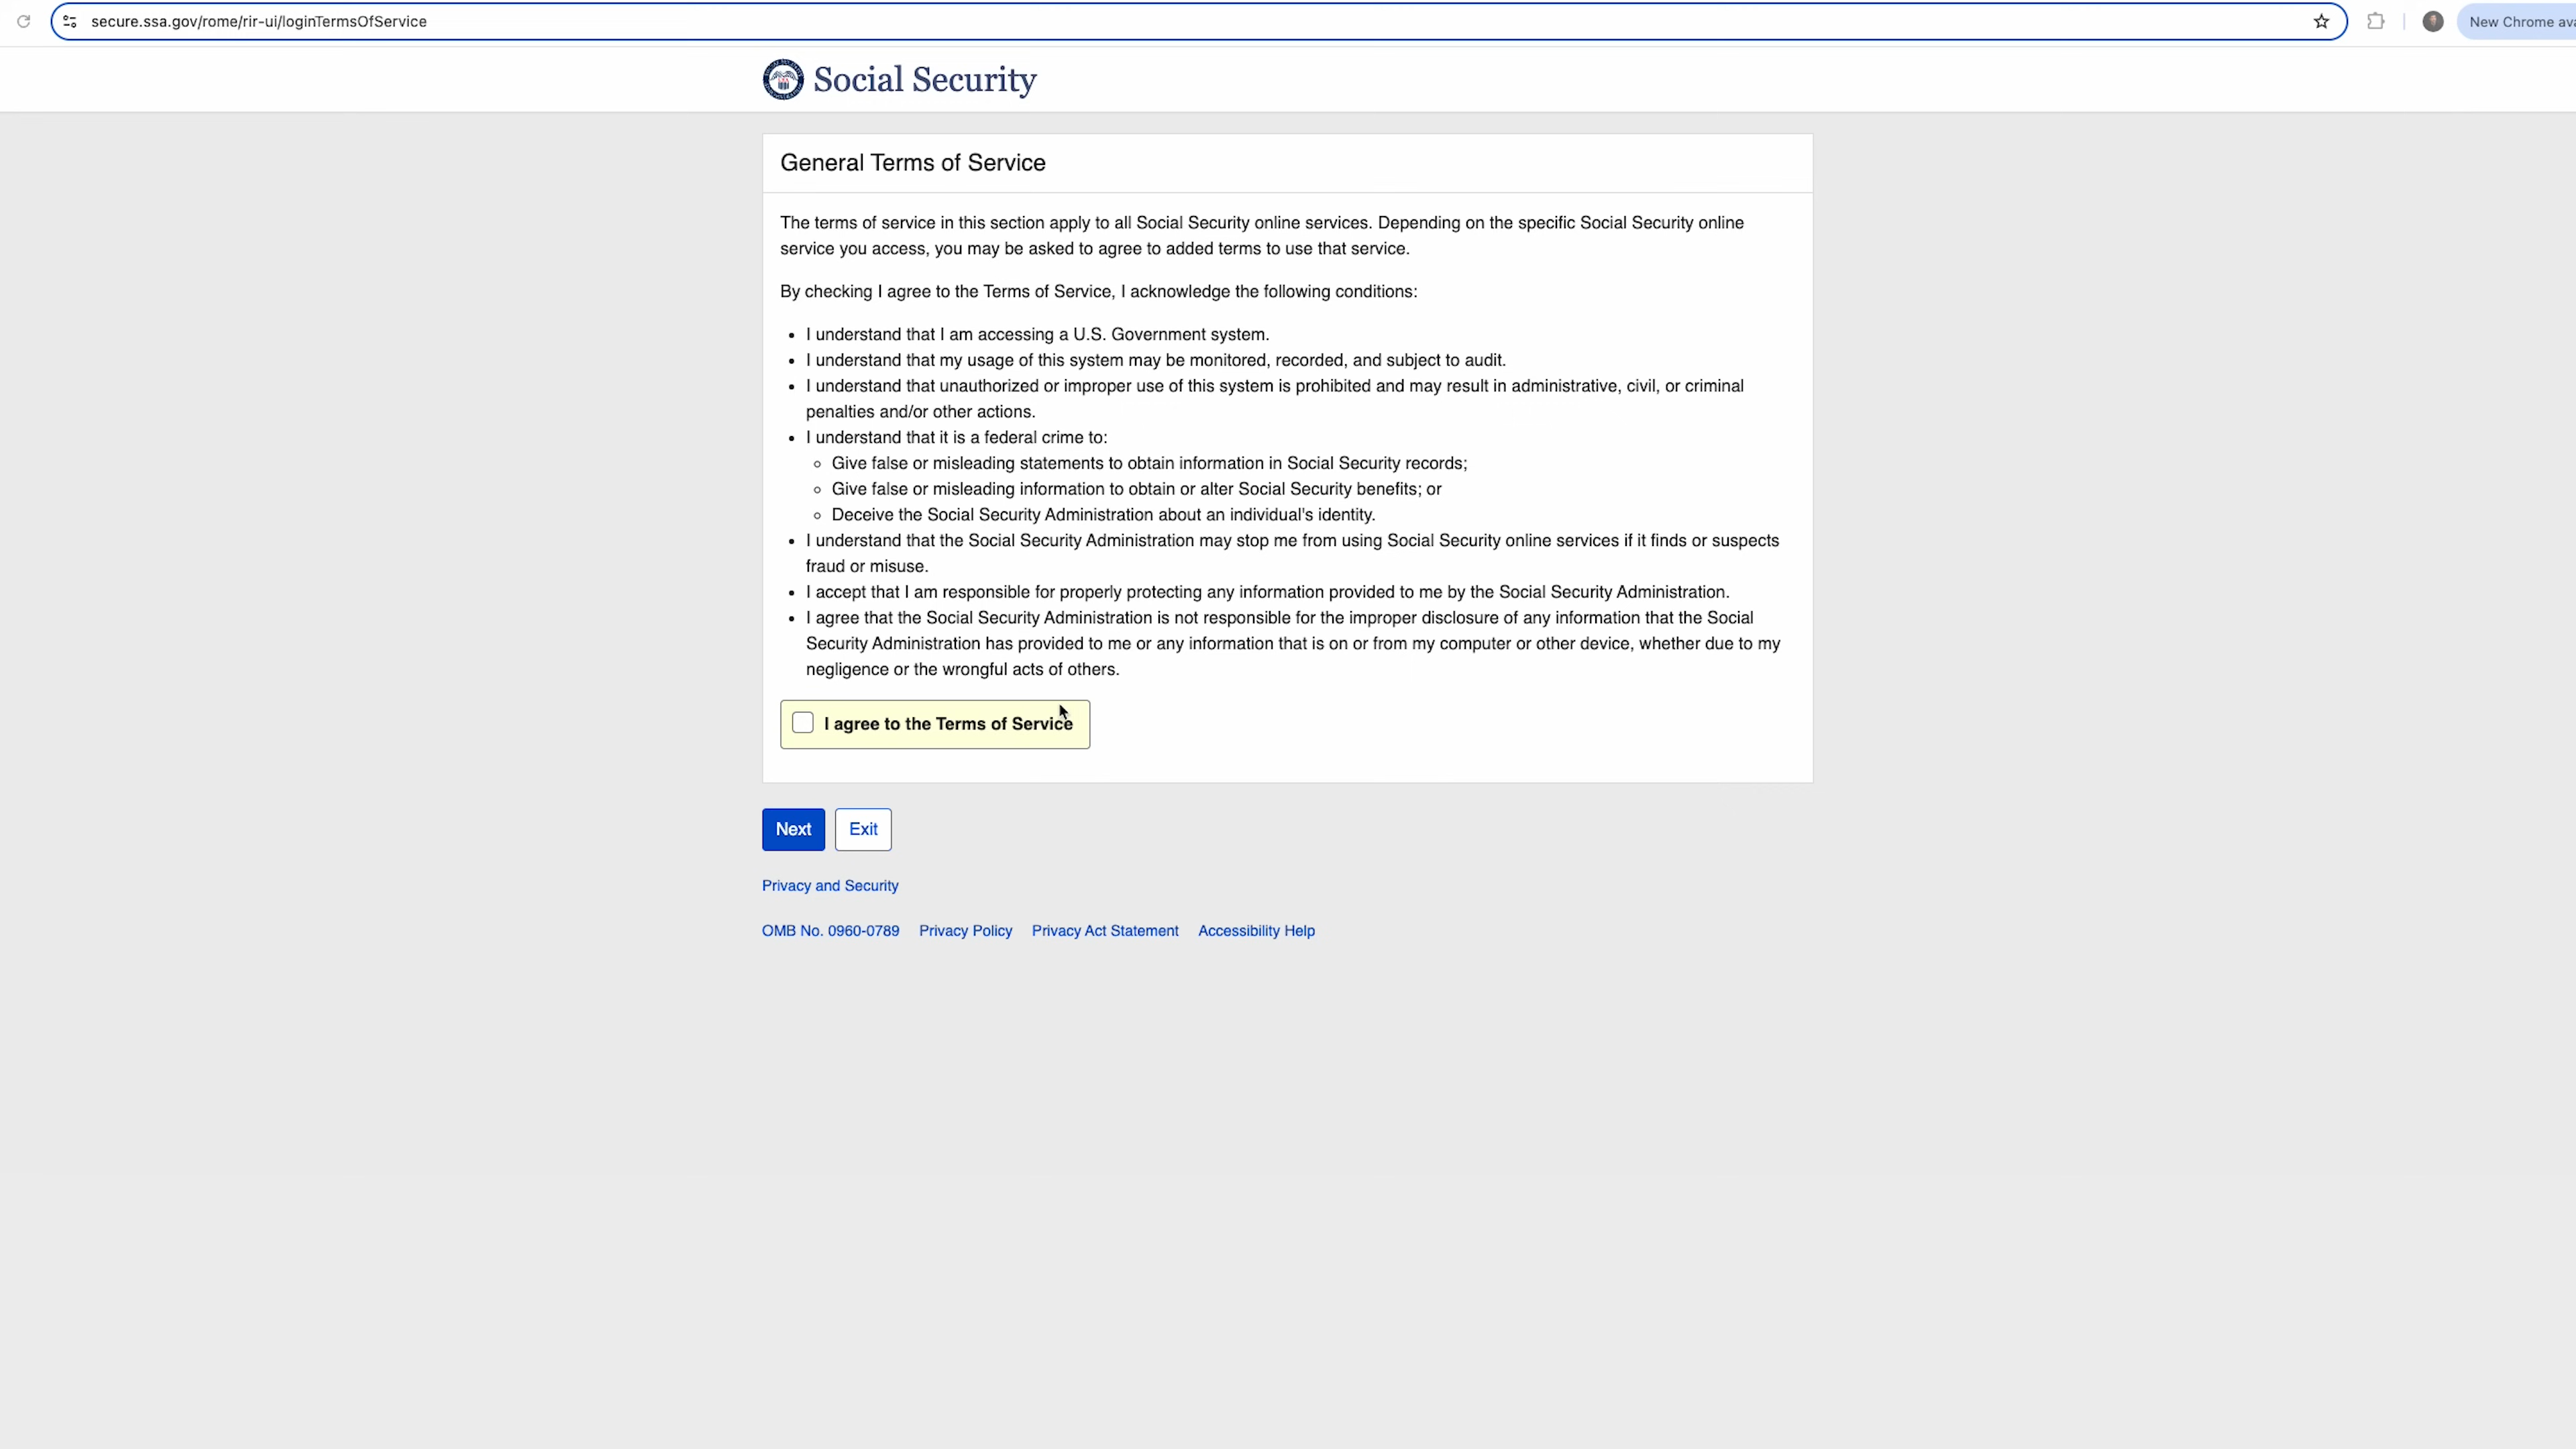 secure.ssa.gov/rome/rir-ui/loginTermsOfService
New Chrome ava
Social Security
General Terms of Service
The terms of service in this section apply to all Social Security online services. Depending on the specific Social Security online
service you access, you may be asked to agree to added terms to use that service.
By checking I agree to the Terms of Service, I acknowledge the following conditions:
• I understand that I am accessing a U.S. Government system.
• I understand that my usage of this system may be monitored, recorded, and subject to audit.
• I understand that unauthorized or improper use of this system is prohibited and may result in administrative, civil, or criminal
penalties and/or other actions.
• I understand that it is a federal crime to:
◦ Give false or misleading statements to obtain information in Social Security records;
◦ Give false or misleading information to obtain or alter Social Security benefits; or
◦ Deceive the Social Security Administration about an individual's identity.
• I understand that the Social Security Administration may stop me from using Social Security online services if it finds or suspects
fraud or misuse.
• I accept that I am responsible for properly protecting any information provided to me by the Social Security Administration.
• I agree that the Social Security Administration is not responsible for the improper disclosure of any information that the Social
Security Administration has provided to me or any information that is on or from my computer or other device, whether due to my
negligence or the wrongful acts of others.
I agree to the Terms of Service
Next Exit
Privacy and Security
OMB No. 0960-0789 Privacy Policy Privacy Act Statement Accessibility Help